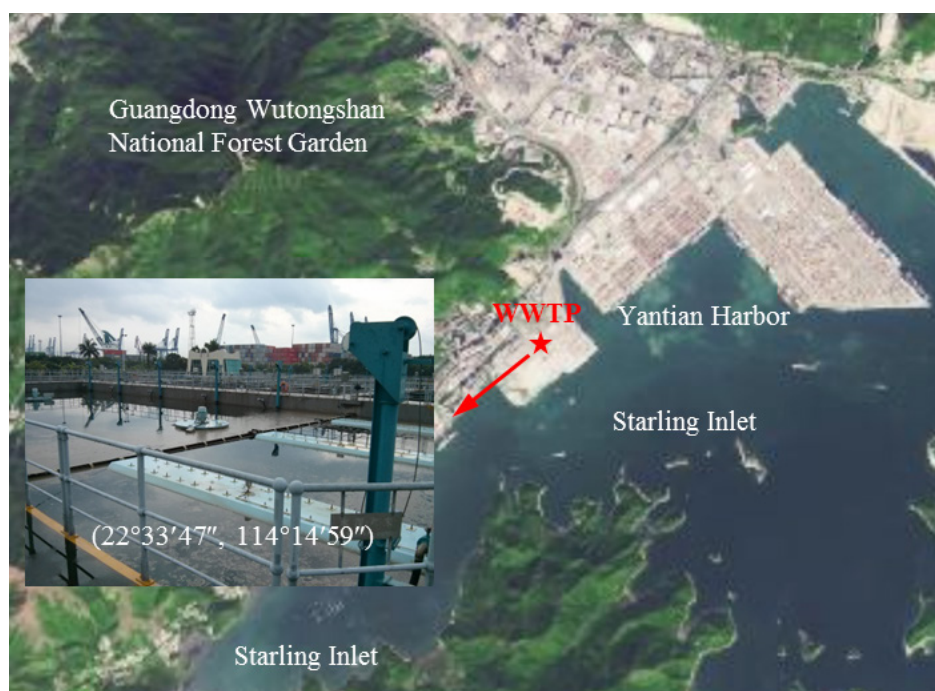 Guangdong Wutongshan
National Forest Garden
WWTP
Yantian Harbor
Starling Inlet
(22°33′47″, 114°14′59″)
Starling Inlet